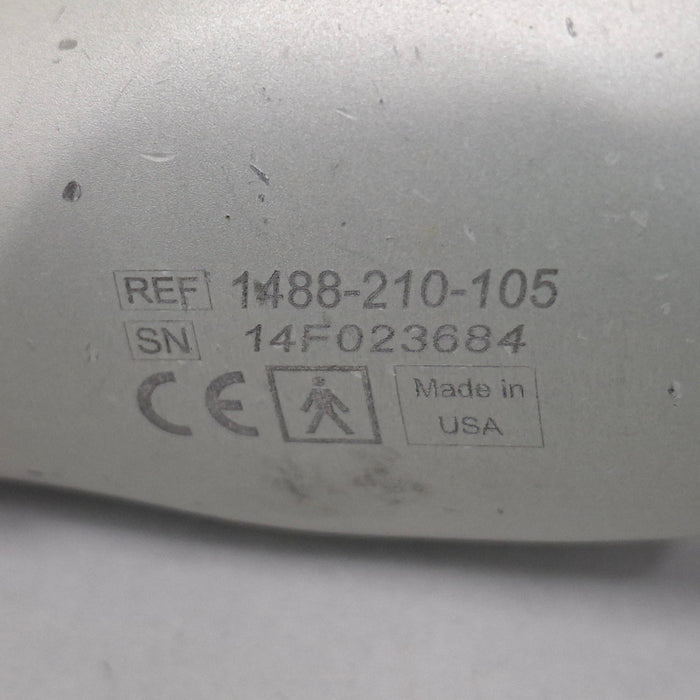 REF 1488-210-105
SN 14F023684
CE Made in
USA